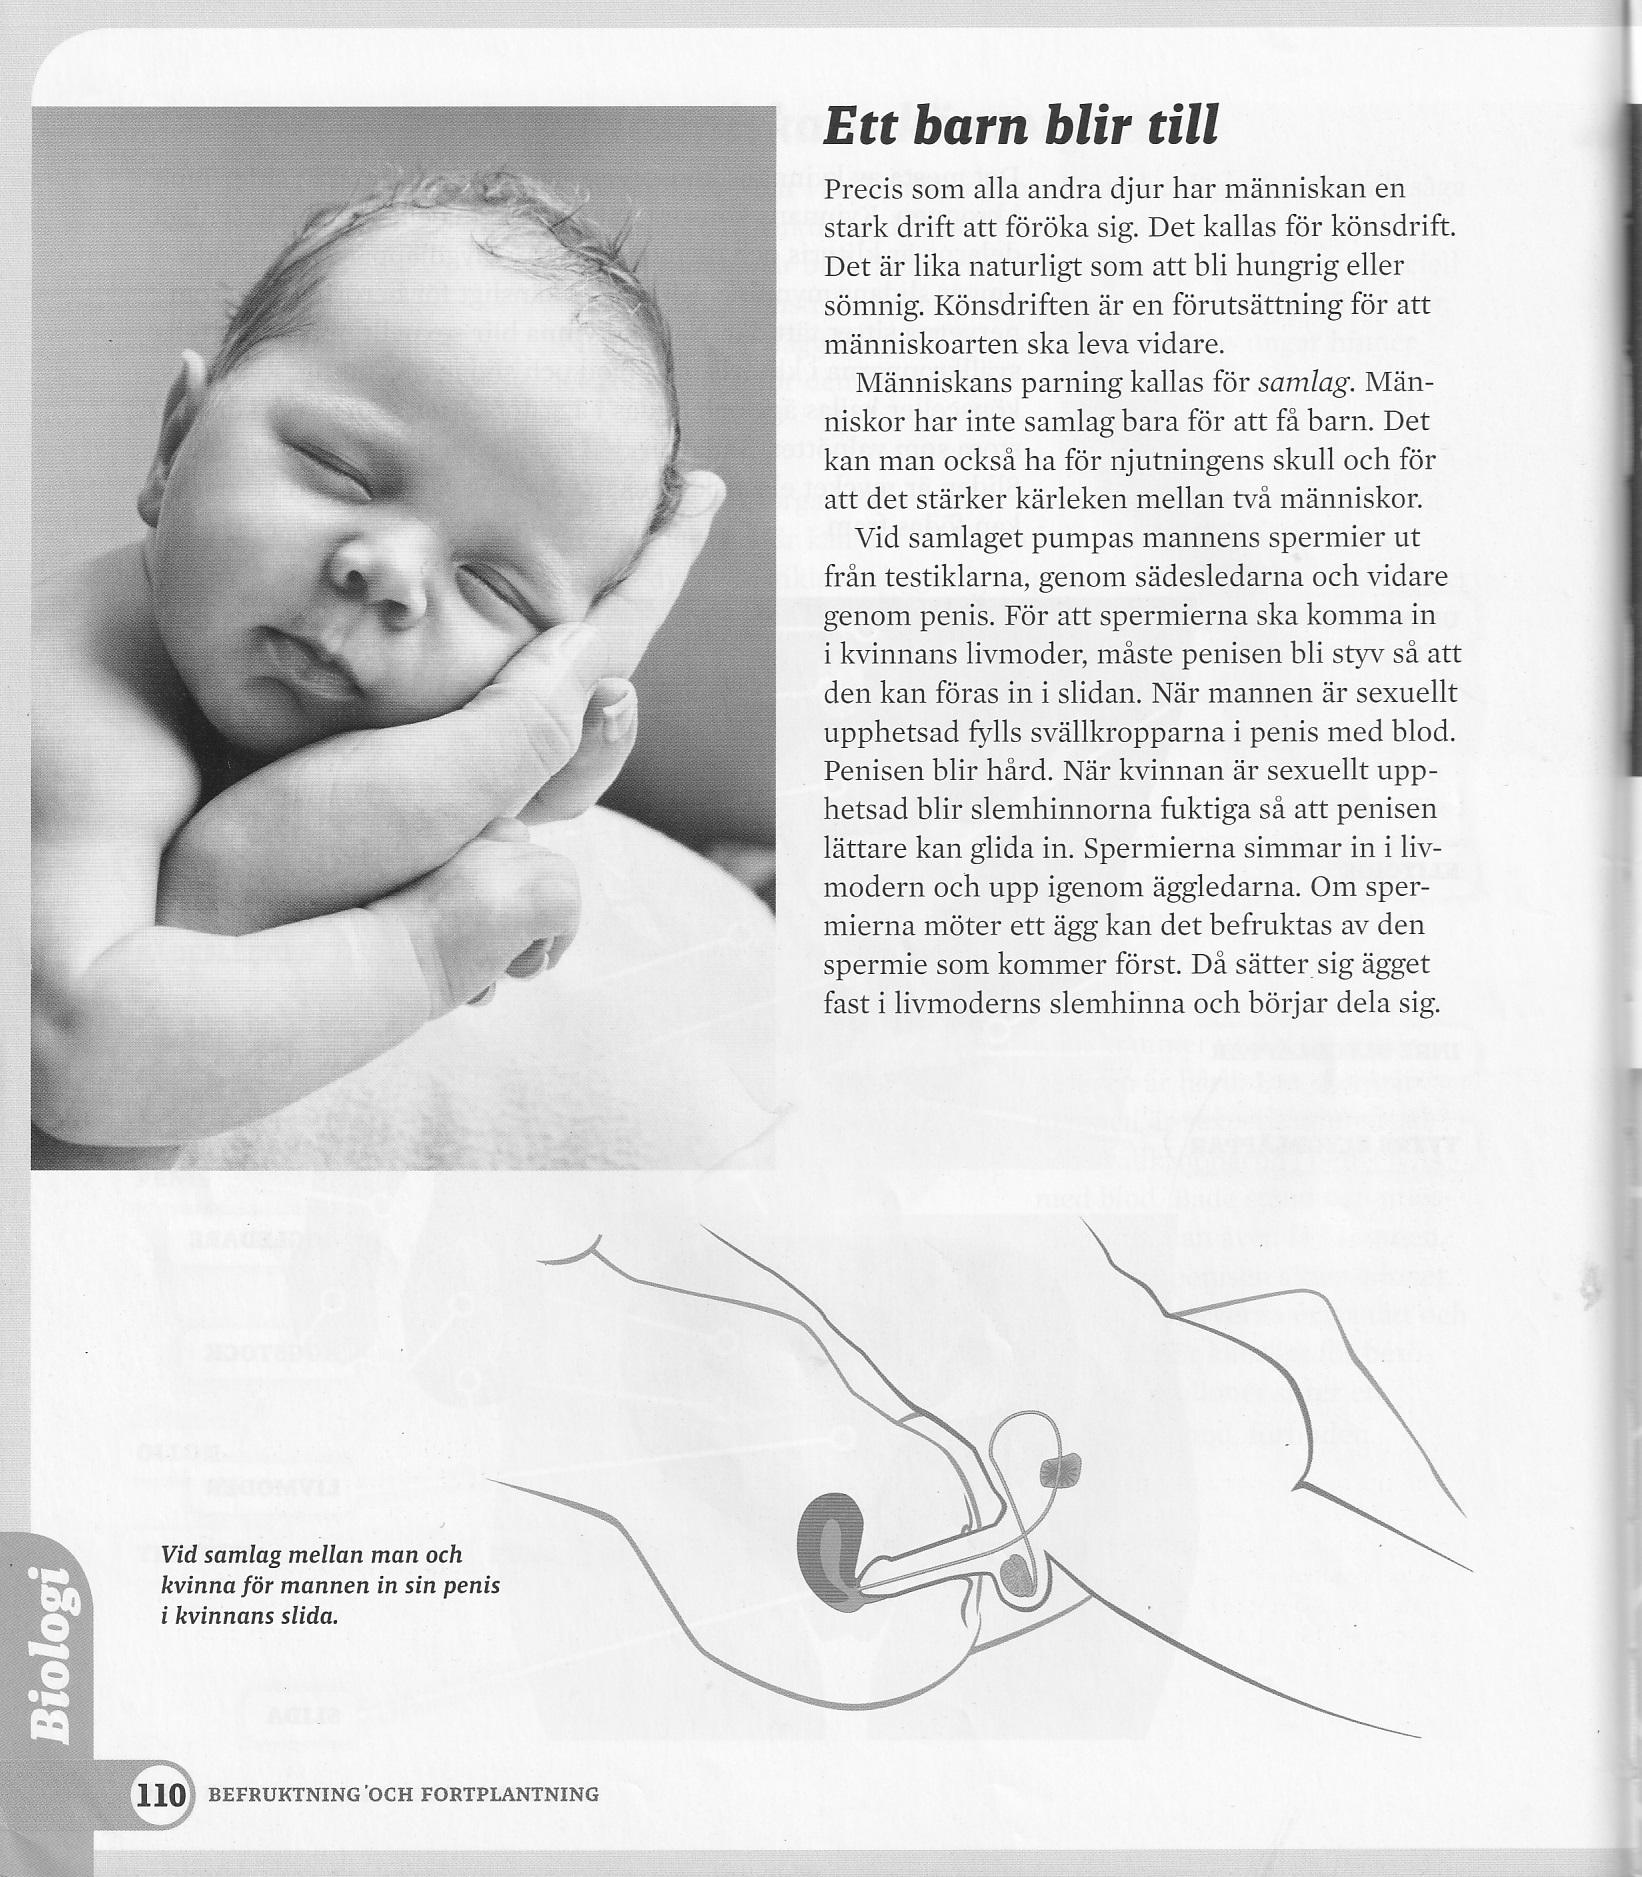 Ett barn blir till
Precis som alla andra djur har människan en
stark drift att föröka sig. Det kallas för könsdrift.
Det är lika naturligt som att bli hungrig eller
sömnig. Könsdriften är en förutsättning för att
människoarten ska leva vidare.
Människans parning kallas för samlag. Män-
niskor har inte samlag bara för att få barn. Det
kan man också ha för njutningens skull och för
att det stärker kärleken mellan två människor.
Vid samlaget pumpas mannens spermier ut
från testiklarna, genom sädesledarna och vidare
genom penis. För att spermierna ska komma in
i kvinnans livmoder, måste penisen bli styv så att
den kan föras in i slidan. När mannen är sexuellt
upphetsad fylls svällkropparna i penis med blod.
Penisen blir hård. När kvinnan är sexuellt upp-
hetsad blir slemhinnorna fuktiga så att penisen
lättare kan glida in. Spermierna simmar in i liv-
modern och upp igenom äggledarna. Om sper-
mierna möter ett ägg kan det befruktas av den
spermie som kommer först. Då sätter sig ägget
fast i livmoderns slemhinna och börjar dela sig.
Vid samlag mellan man och
kvinna för mannen in sin penis
i kvinnans slida.
Biologi
110 BEFRUKTNING OCH FORTPLANTNING